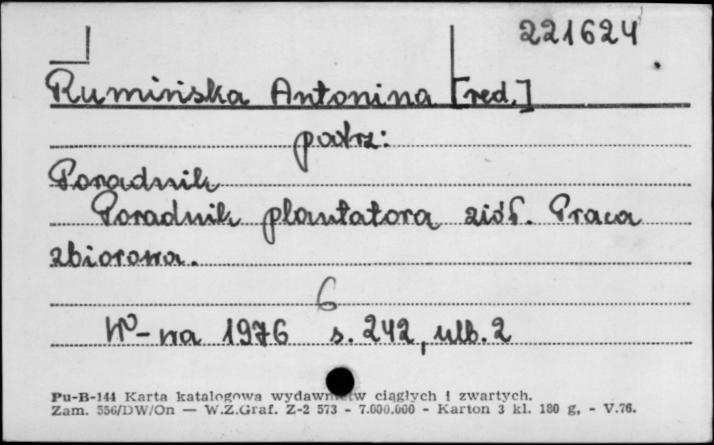 221624
Rumińska Antonina [red.]
patrz:
Poradnik
Poradnik plantatora ziół. Praca
zbiorowa.
6
W-wa 1976 s. 242, ulb. 2
Pu-B-144 Karta katalogowa wydawnictw ciągłych i zwartych.
Zam. 556/DW/On — W.Z.Graf. Z-2 573 - 7.000.000 - Karton 3 kl. 180 g, - V.76.